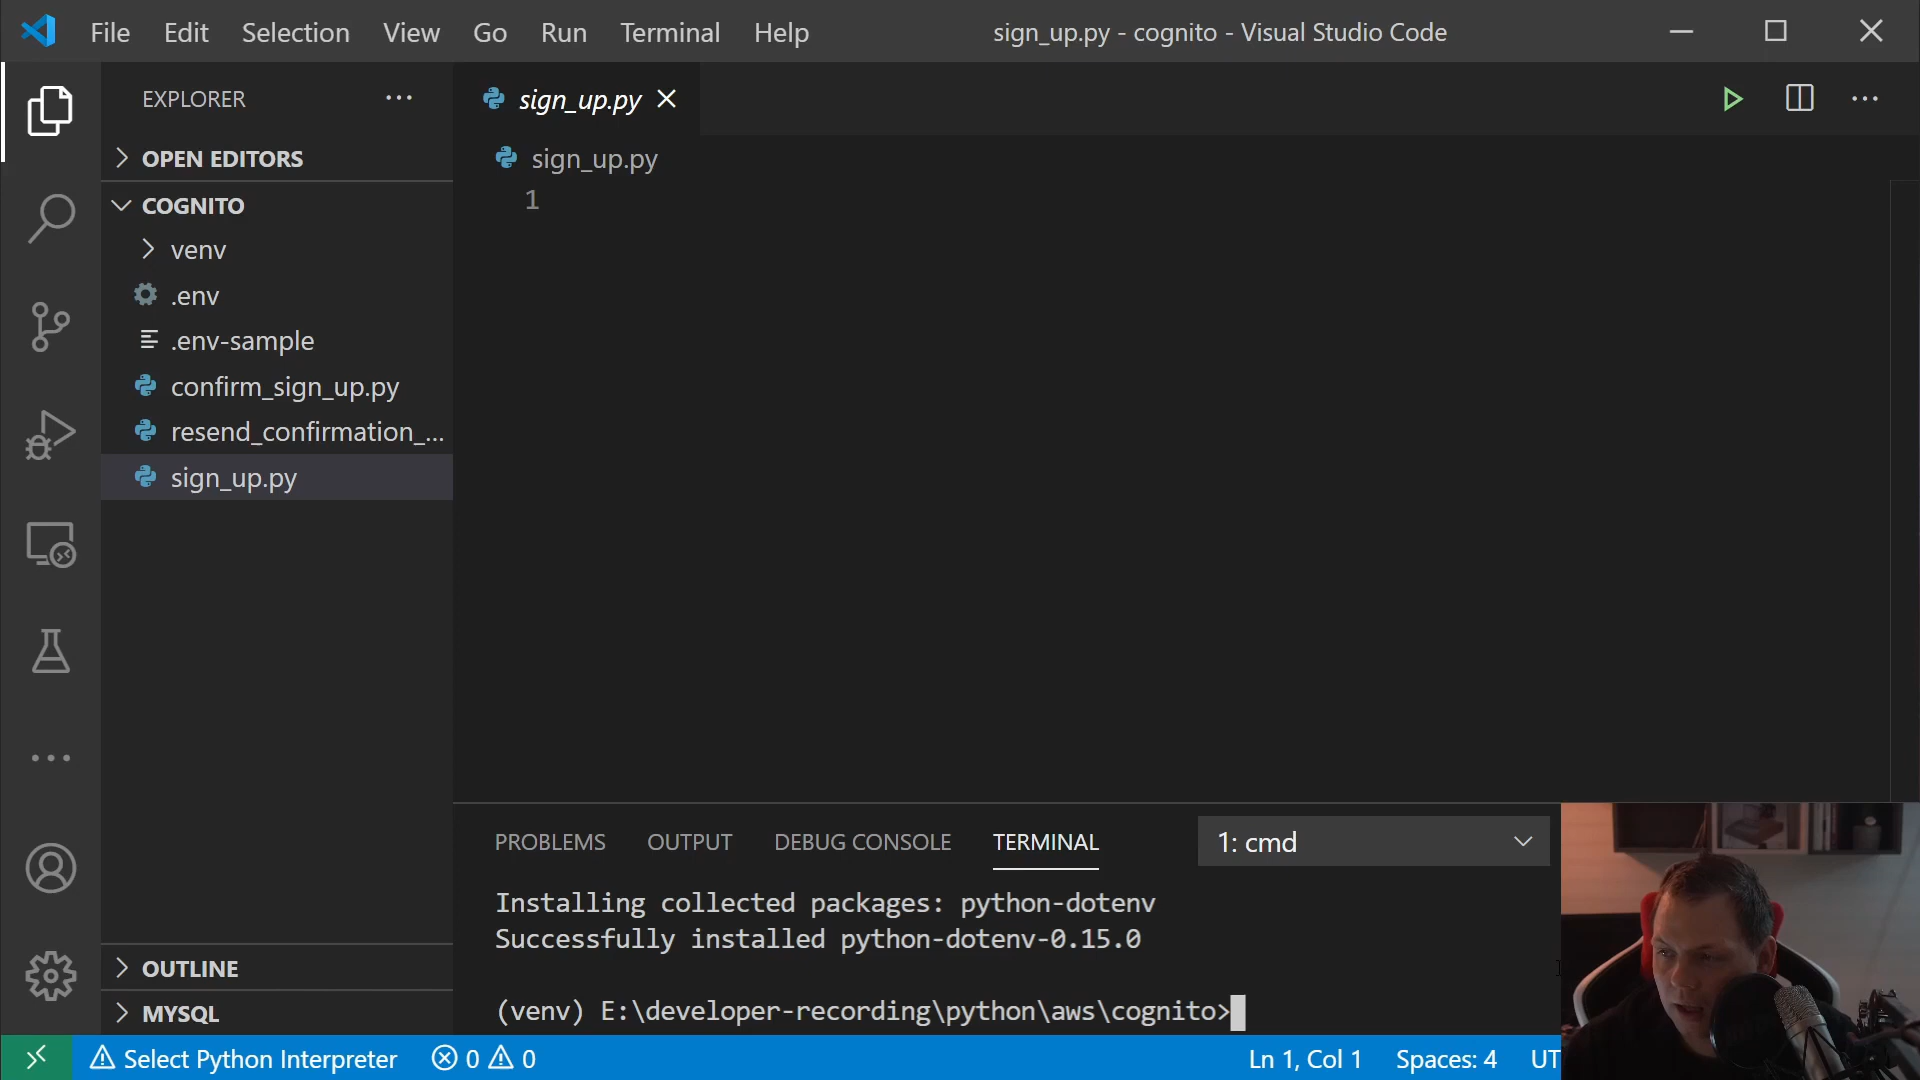 File Edit Selection View Go Run Terminal Help
sign_up.py - cognito - Visual Studio Code
EXPLORER
OPEN EDITORS
COGNITO
venv
.env
.env-sample
confirm_sign_up.py
resend_confirmation_...
sign_up.py
OUTLINE
MYSQL
sign_up.py
sign_up.py
1
PROBLEMS OUTPUT DEBUG CONSOLE TERMINAL
1: cmd
Installing collected packages: python-dotenv
Successfully installed python-dotenv-0.15.0
(venv) E:\developer-recording\python\aws\cognito>
Select Python Interpreter 0 0
Ln 1, Col 1 Spaces: 4 UT